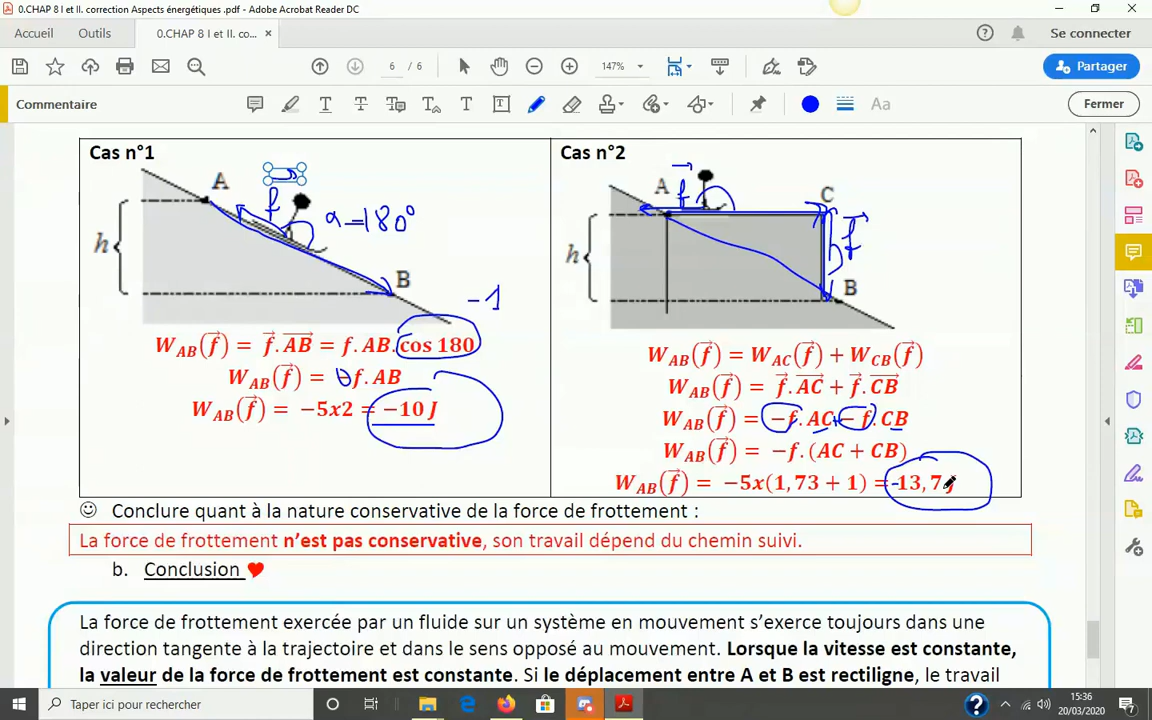 0.CHAP 8 I et II. correction Aspects énergétiques .pdf - Adobe Acrobat Reader DC
Accueil Outils 0.CHAP 8 I et II. co... × Se connecter
6 / 6 147% Partager
Commentaire Aa Fermer
Cas n°1
A
f
α = 180°
h
B
-1
W_AB(f⃗) = f⃗.AB⃗ = f.AB.cos 180
W_AB(f⃗) = -f.AB
W_AB(f⃗) = -5x2 = -10 J
Cas n°2
A f⃗ C
f⃗
h
B
W_AB(f⃗) = W_AC(f⃗) + W_CB(f⃗)
W_AB(f⃗) = f⃗.AC⃗ + f⃗.CB⃗
W_AB(f⃗) = -f.AC + -f.CB
W_AB(f⃗) = -f.(AC + CB)
W_AB(f⃗) = -5x(1,73 + 1) = -13,7 J
Conclure quant à la nature conservative de la force de frottement :
La force de frottement n'est pas conservative, son travail dépend du chemin suivi.
b. Conclusion
La force de frottement exercée par un fluide sur un système en mouvement s'exerce toujours dans une
direction tangente à la trajectoire et dans le sens opposé au mouvement. Lorsque la vitesse est constante,
la valeur de la force de frottement est constante. Si le déplacement entre A et B est rectiligne, le travail
Taper ici pour rechercher
15:36
20/03/2020
7